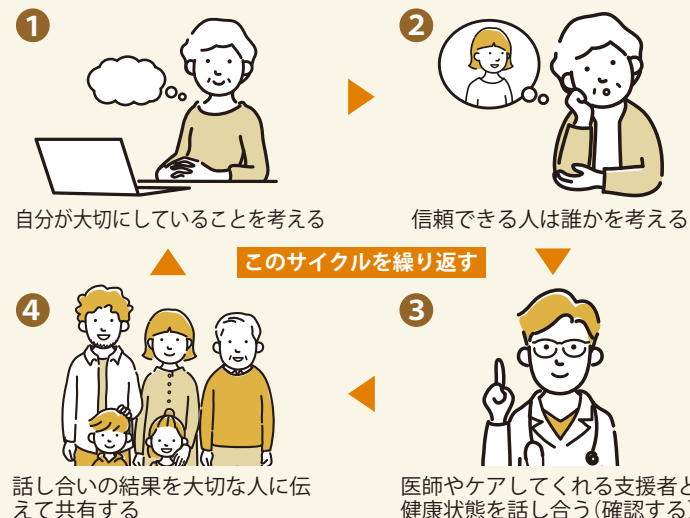 1
自分が大切にしていることを考える
2
信頼できる人は誰かを考える
このサイクルを繰り返す
3
医師やケアしてくれる支援者と
健康状態を話し合う(確認する)
4
話し合いの結果を大切な人に伝
えて共有する